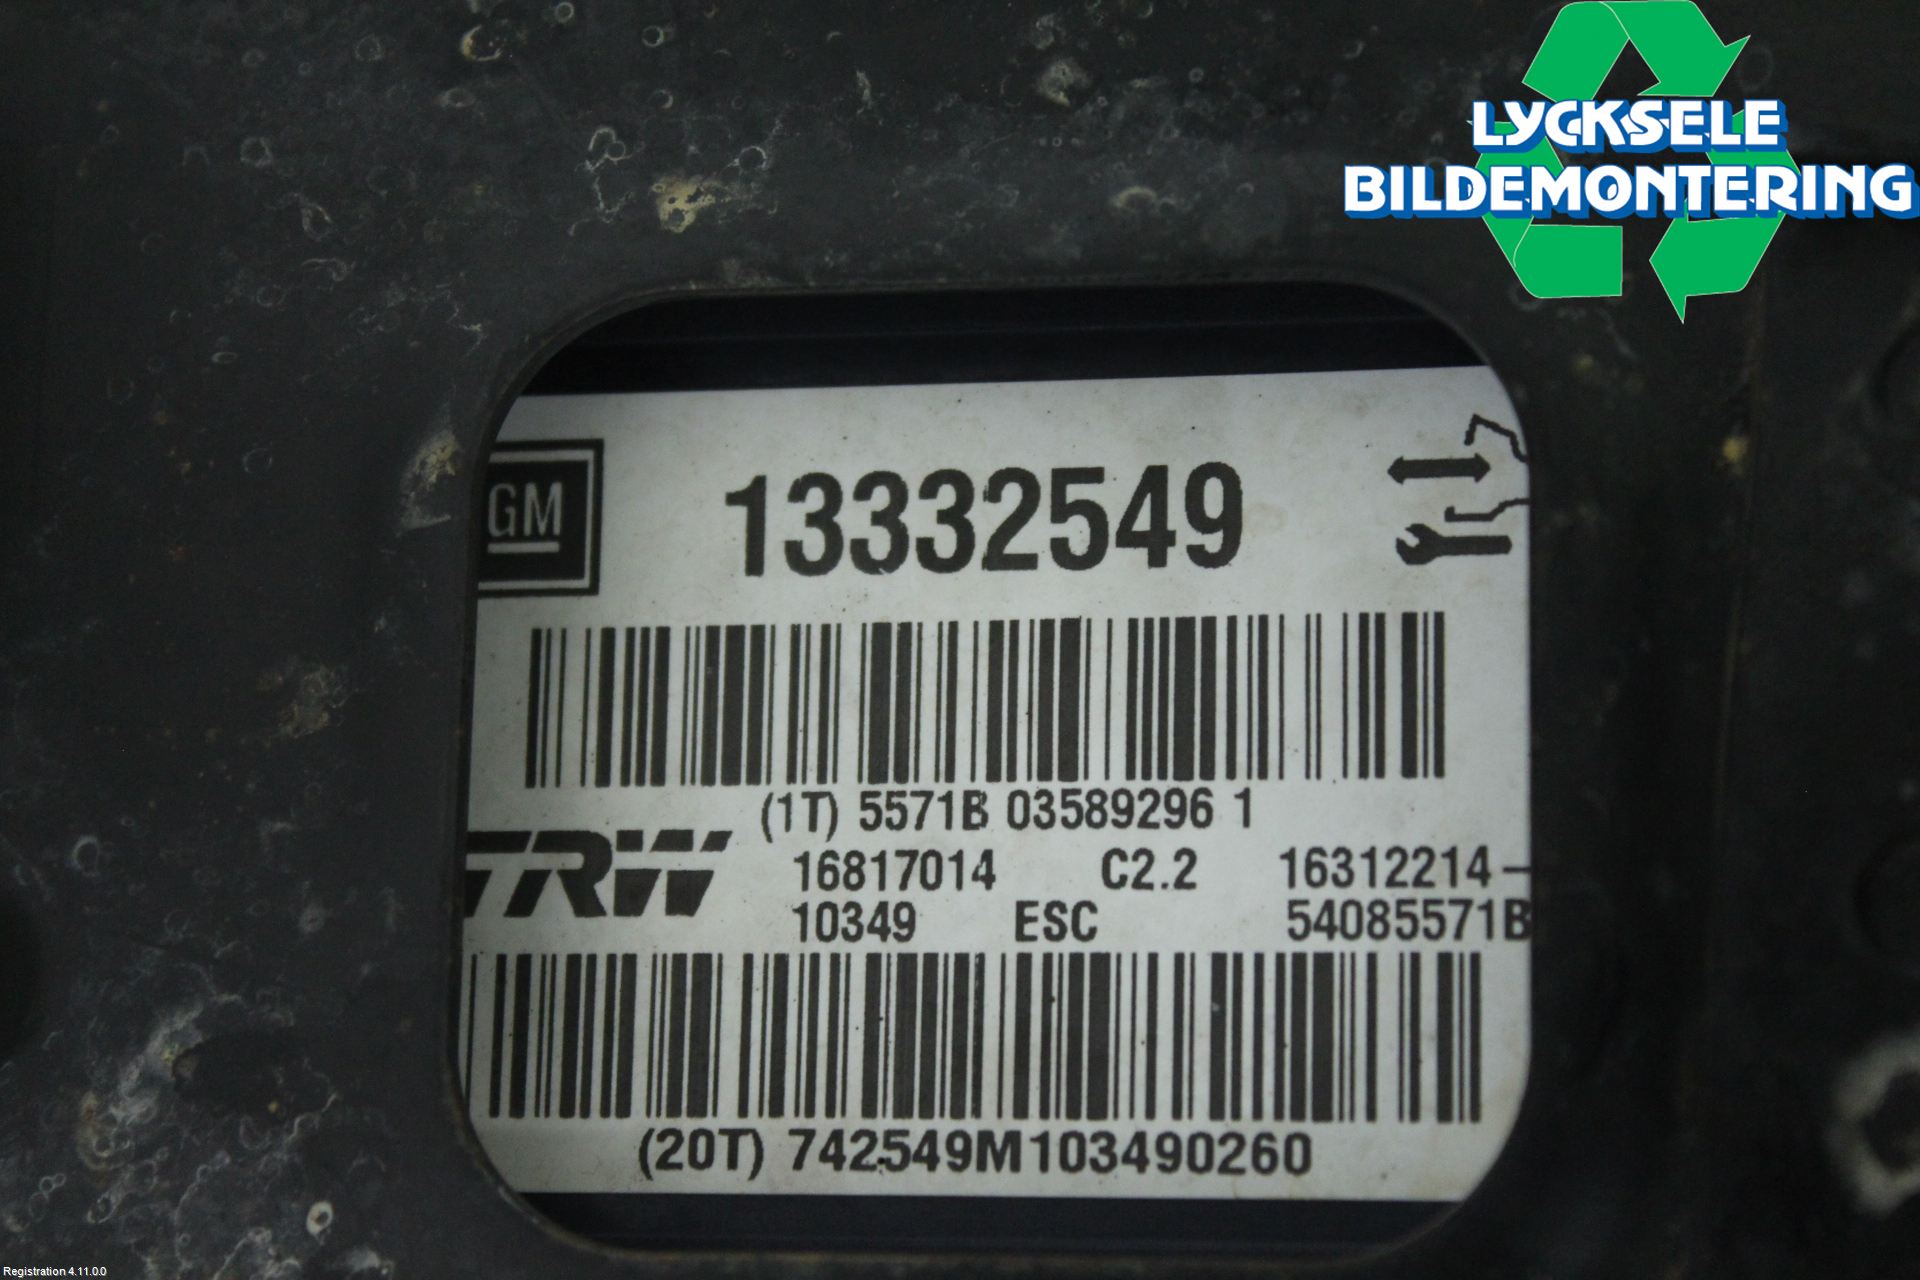 LYCKSELE
BILDEMONTERING
GM
13332549
(1T) 5571B 03589296 1
TRW
16817014 C2.2 16312214-
10349 ESC 54085571B
(20T) 742549M103490260
Registration 4.11.0.0